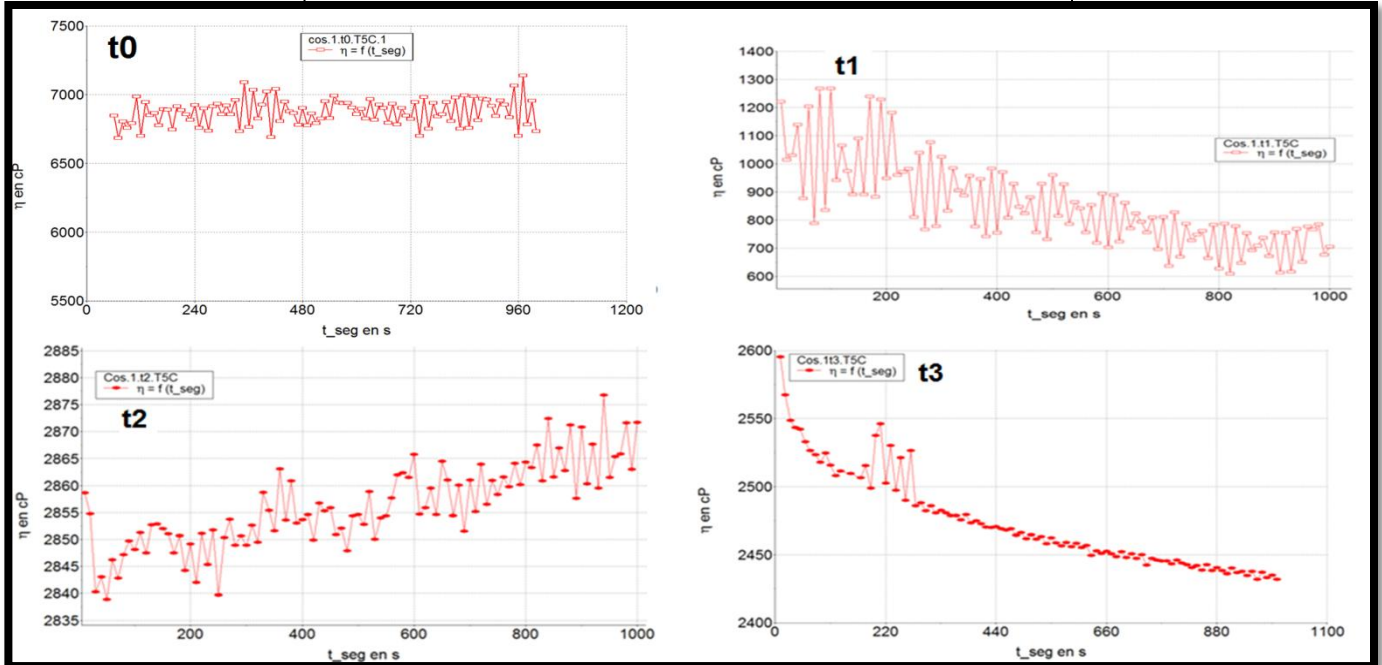 t0
cos.1.t0.T5C.1
η = f (t_seg)
7500
7000
6500
6000
5500
η en cP
0 240 480 720 960 1200
t_seg en s
t1
Cos.1.t1.T5C
η = f (t_seg)
1400
1300
1200
1100
1000
900
800
700
600
η en cP
200 400 600 800 1000
t_seg en s
t2
Cos.1.t2.T5C
η = f (t_seg)
2885
2880
2875
2870
2865
2860
2855
2850
2845
2840
2835
η en cP
200 400 600 800 1000
t_seg en s
t3
Cos.1t3.T5C
η = f (t_seg)
2600
2550
2500
2450
2400
η en cP
0 220 440 660 880 1100
t_seg en s